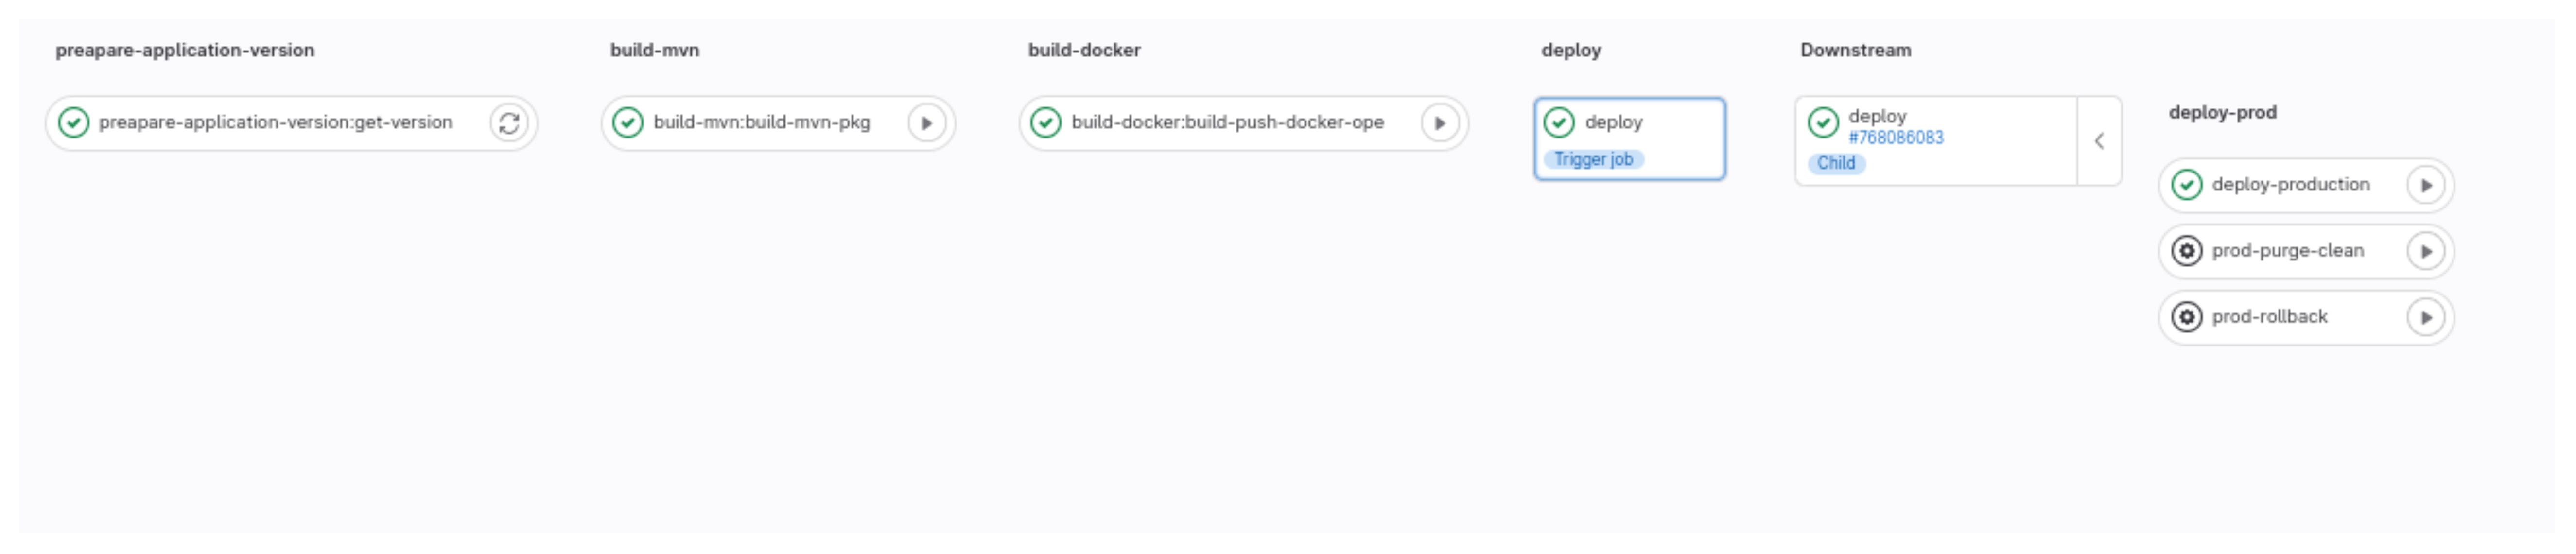 preapare-application-version
preapare-application-version:get-version
build-mvn
build-mvn:build-mvn-pkg
build-docker
build-docker:build-push-docker-ope
deploy
deploy
Trigger job
Downstream
deploy
#768086083
Child
deploy-prod
deploy-production
prod-purge-clean
prod-rollback